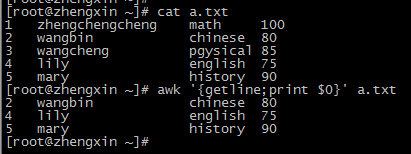 [root@zhengxin ~]# cat a.txt
1   zhengchengcheng   math      100
2   wangbin           chinese   80
3   wangcheng         pgysical  85
4   lily              english   75
5   mary              history   90
[root@zhengxin ~]# awk '{getline;print $0}' a.txt
2   wangbin           chinese   80
4   lily              english   75
5   mary              history   90
[root@zhengxin ~]#